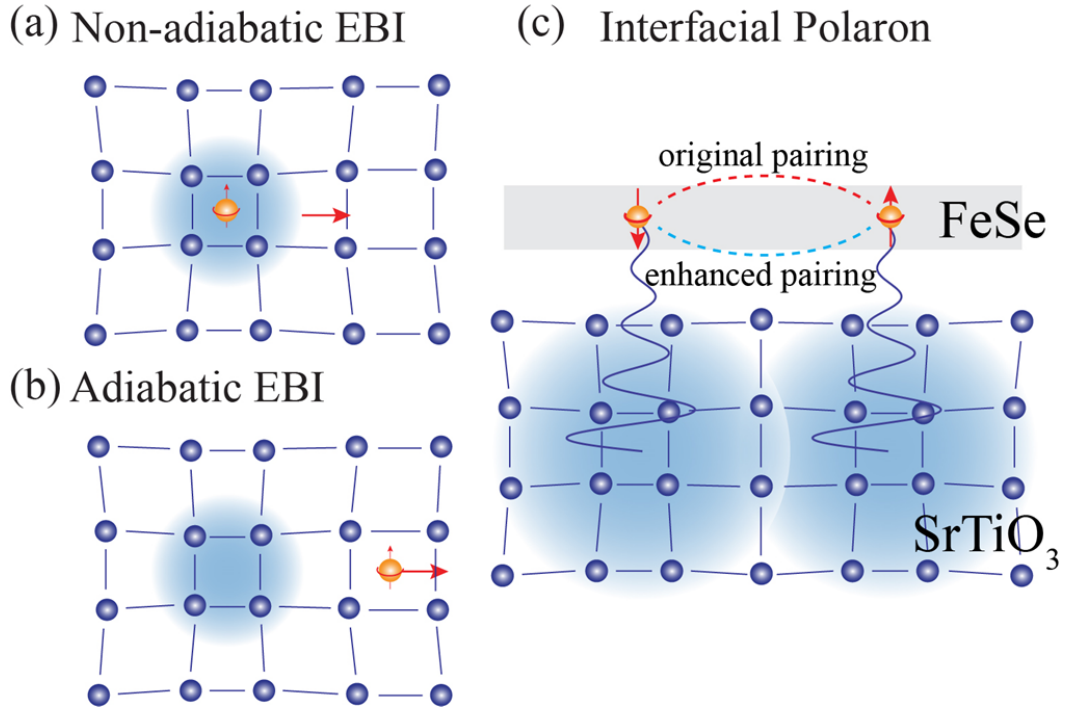 (a) Non-adiabatic EBI
(b) Adiabatic EBI
(c) Interfacial Polaron
original pairing
FeSe
enhanced pairing
SrTiO₃